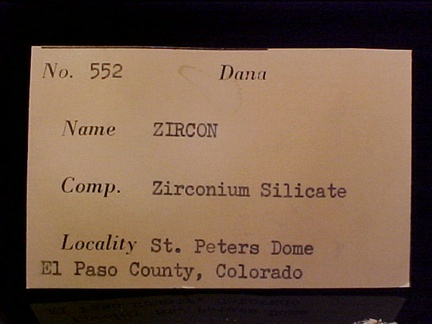 No. 552 Dana
Name ZIRCON
Comp. Zirconium Silicate
Locality St. Peters Dome
El Paso County, Colorado